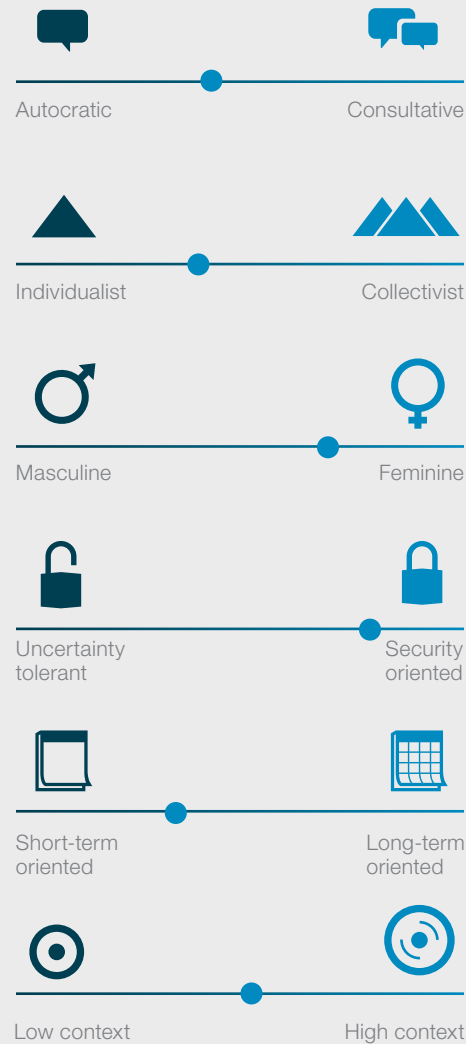 Autocratic Consultative
Individualist Collectivist
Masculine Feminine
Uncertainty Security
tolerant oriented
Short-term Long-term
oriented oriented
Low context High context